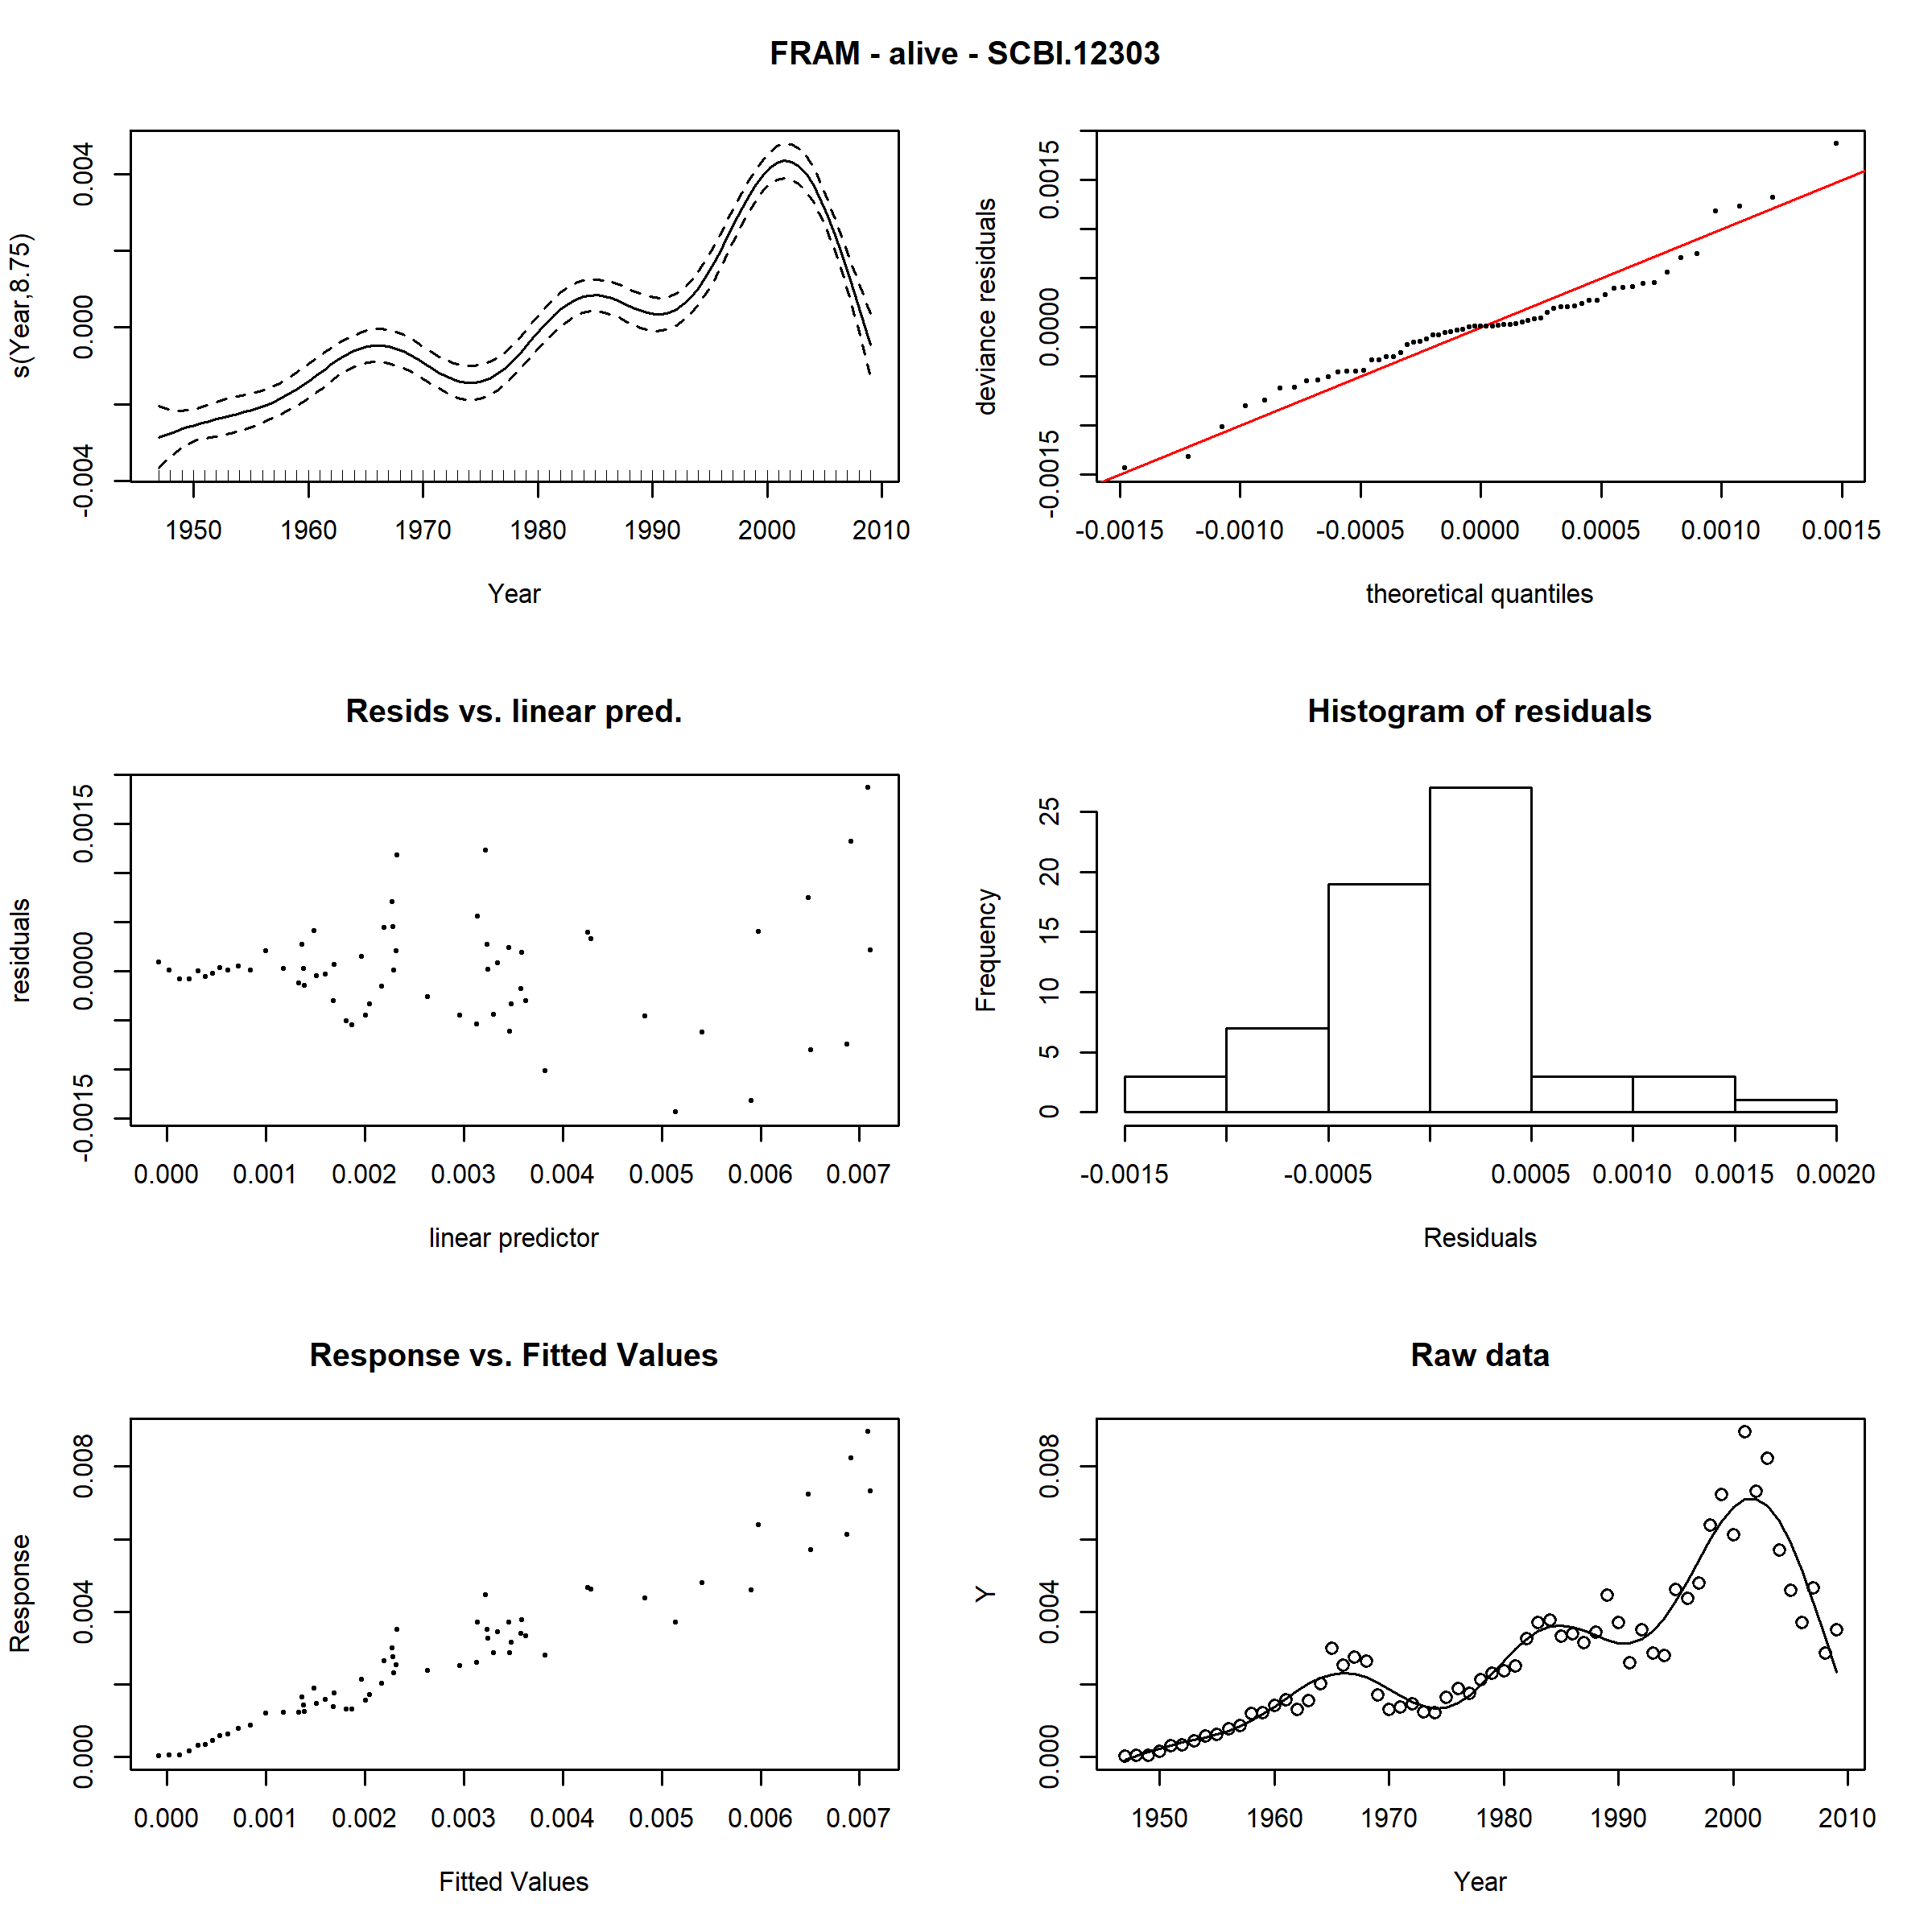 FRAM - alive - SCBI.12303
s(Year,8.75)
-0.004 0.000 0.004
1950 1960 1970 1980 1990 2000 2010
Year
deviance residuals
-0.0015 0.0000 0.0015
-0.0015 -0.0010 -0.0005 0.0000 0.0005 0.0010 0.0015
theoretical quantiles
Resids vs. linear pred.
residuals
-0.0015 0.0000 0.0015
0.000 0.001 0.002 0.003 0.004 0.005 0.006 0.007
linear predictor
Histogram of residuals
Frequency
0 5 10 15 20 25
-0.0015 -0.0005 0.0005 0.0010 0.0015 0.0020
Residuals
Response vs. Fitted Values
Response
0.000 0.004 0.008
0.000 0.001 0.002 0.003 0.004 0.005 0.006 0.007
Fitted Values
Raw data
Y
0.000 0.004 0.008
1950 1960 1970 1980 1990 2000 2010
Year